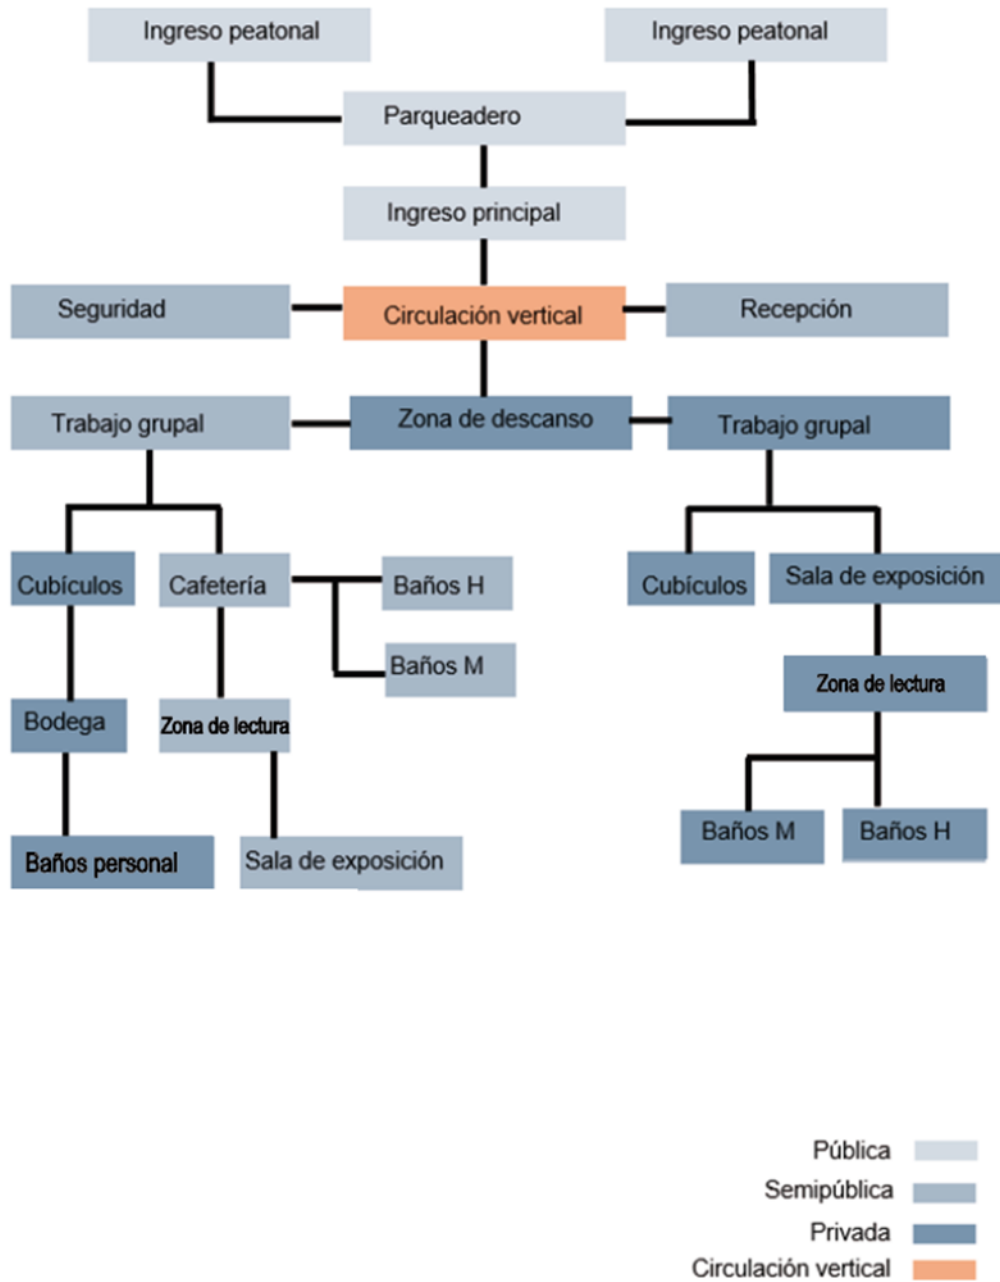 Ingreso peatonal
Ingreso peatonal
Parqueadero
Ingreso principal
Seguridad
Circulación vertical
Recepción
Trabajo grupal
Zona de descanso
Trabajo grupal
Cubículos
Cafetería
Baños H
Cubículos
Sala de exposición
Baños M
Zona de lectura
Bodega
Zona de lectura
Baños M
Baños H
Baños personal
Sala de exposición
Pública
Semipública
Privada
Circulación vertical